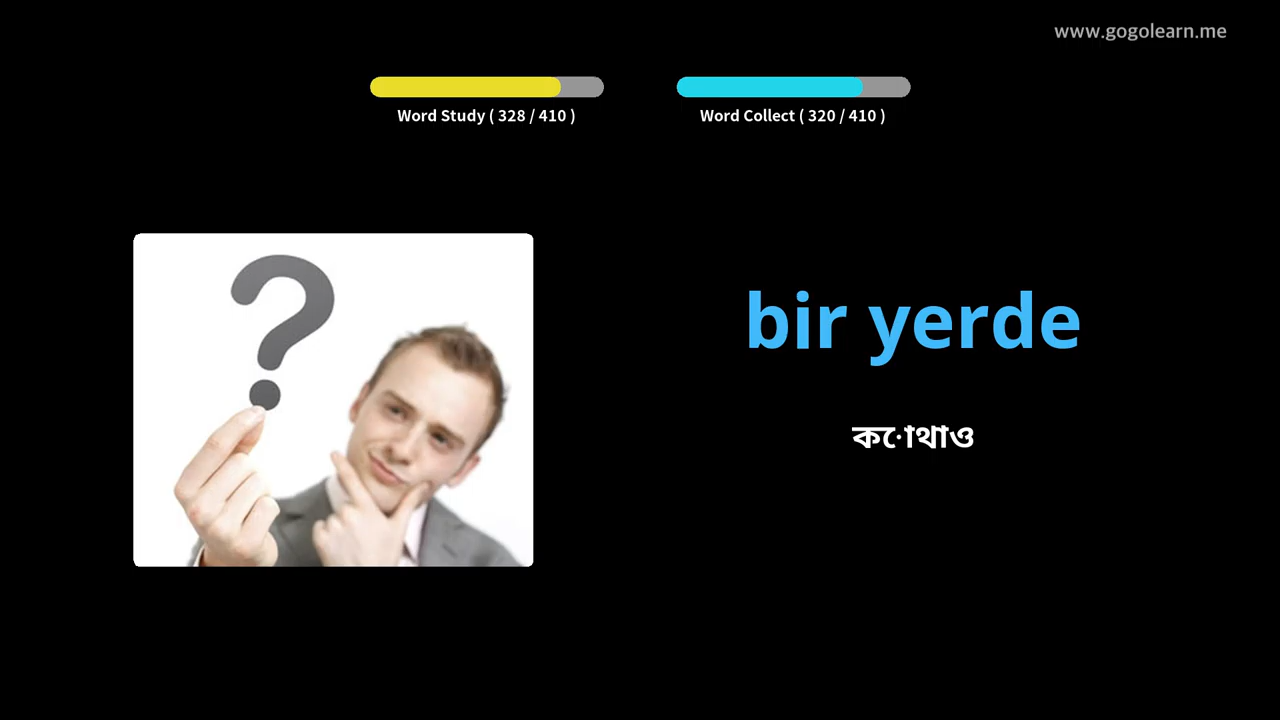 www.gogolearn.me
Word Study ( 328 / 410 )
Word Collect ( 320 / 410 )
bir yerde
কোথাও